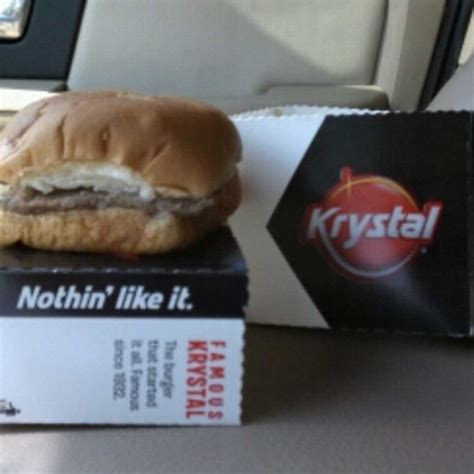 Krystal
Nothin' like it.
FAMOUS
KRYSTAL
The burger
that started
it all. Famous
since 1932.